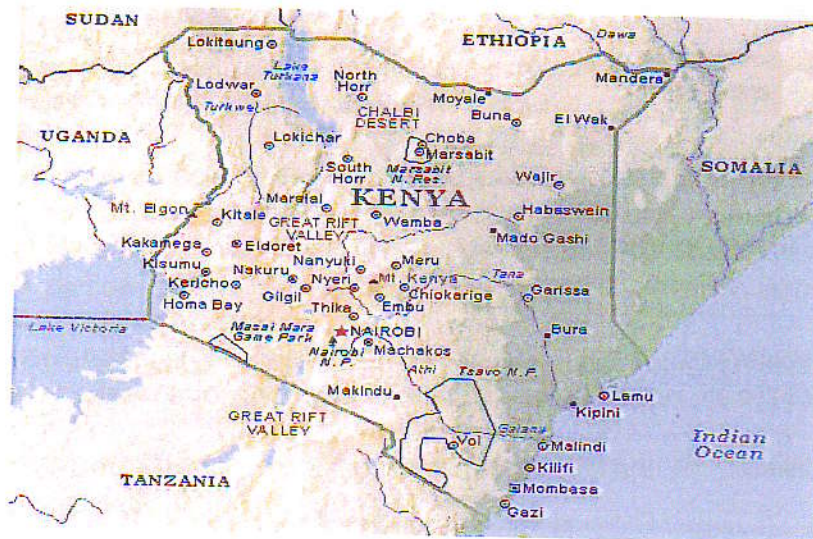 SUDAN
ETHIOPIA
Dawa
Lokitaung
Lake
Turkana
Mandera
North
Horr
Lodwar
Moyale
Turkwel
CHALBI
DESERT
Buna
El Wak
UGANDA
Choba
Lokichar
Marsabit
SOMALIA
South
Horr
Marsabit
N. Rez.
Wajir
KENYA
Maralal
Mt. Elgon
Kitale
GREAT RIFT
VALLEY
Wamba
Habaswein
Mado Gashi
Kakamega
Eldoret
Kisumu
Nanyuki
Meru
Nakuru
Nyeri
Mt. Kenya
Tana
Kericho
Gilgil
Chiokarige
Garissa
Homa Bay
Embu
Thika
Lake Victoria
Masai Mara
Game Park
NAIROBI
Nairobi
N.P.
Machakos
Bura
Athi
Tsavo N.P.
Makindu
Lamu
Kipini
GREAT RIFT
VALLEY
Galana
Voi
Malindi
Indian
Ocean
Kilifi
TANZANIA
Mombasa
Gazi